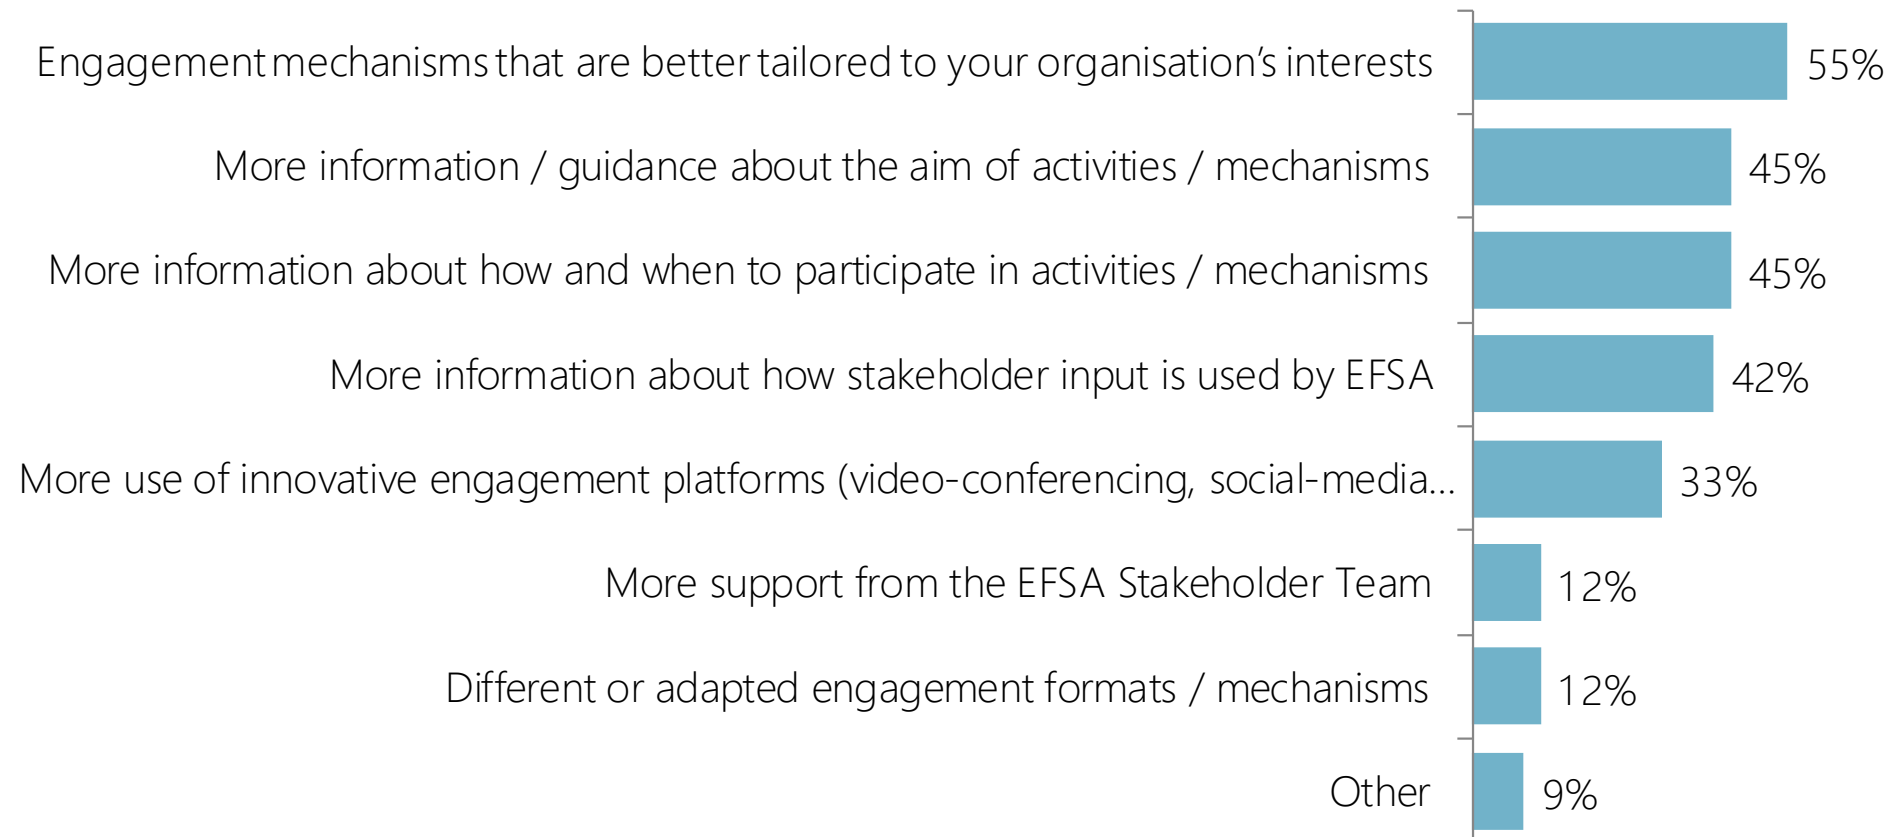 Engagement mechanisms that are better tailored to your organisation’s interests 55%
More information / guidance about the aim of activities / mechanisms 45%
More information about how and when to participate in activities / mechanisms 45%
More information about how stakeholder input is used by EFSA 42%
More use of innovative engagement platforms (video-conferencing, social-media... 33%
More support from the EFSA Stakeholder Team 12%
Different or adapted engagement formats / mechanisms 12%
Other 9%